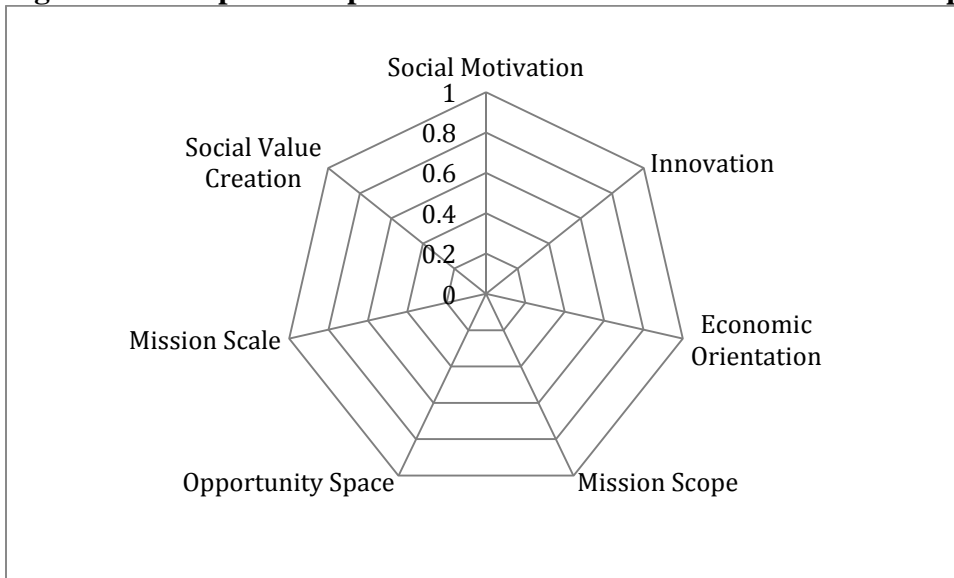 Social Motivation
1
0.8
0.6
0.4
0.2
0
Innovation
Economic
Orientation
Mission Scope
Opportunity Space
Mission Scale
Social Value
Creation